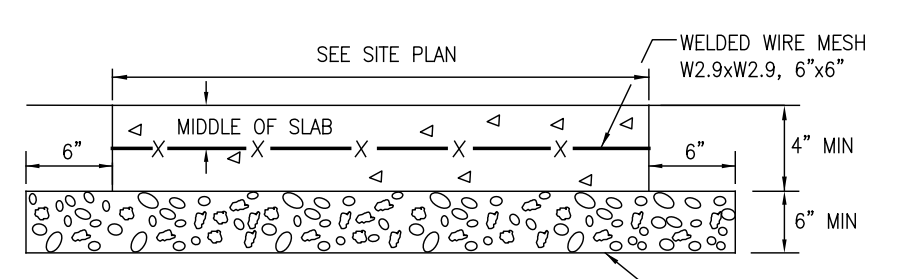 SEE SITE PLAN
WELDED WIRE MESH
W2.9xW2.9, 6"x6"
MIDDLE OF SLAB
6"
6"
4" MIN
6" MIN